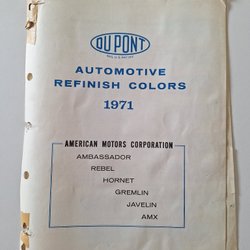 DU PONT
AUTOMOTIVE
REFINISH COLORS
1971
AMERICAN MOTORS CORPORATION
AMBASSADOR
REBEL
HORNET
GREMLIN
JAVELIN
AMX